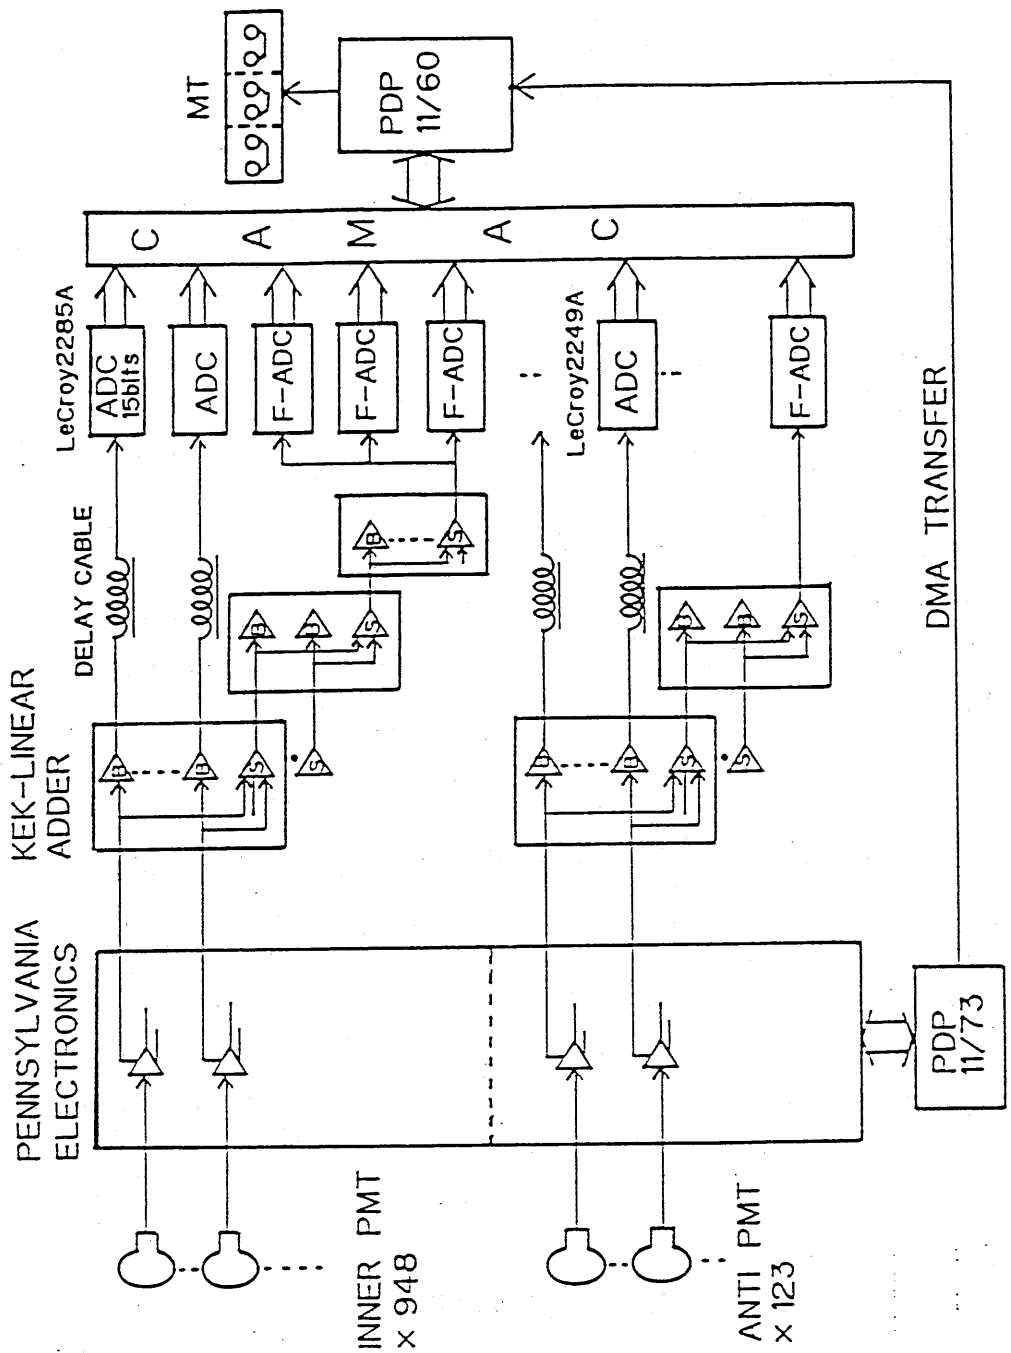 INNER PMT
x 948
ANTI PMT
x 123
PENNSYLVANIA
ELECTRONICS
PDP
11/73
KEK-LINEAR
ADDER
B
B
S
S
B
S
S
DELAY CABLE
B
B
S
B
S
B
S
LeCroy2285A
ADC
15bits
ADC
F-ADC
F-ADC
F-ADC
LeCroy2249A
ADC
F-ADC
C A M A C
PDP
11/60
MT
DMA TRANSFER